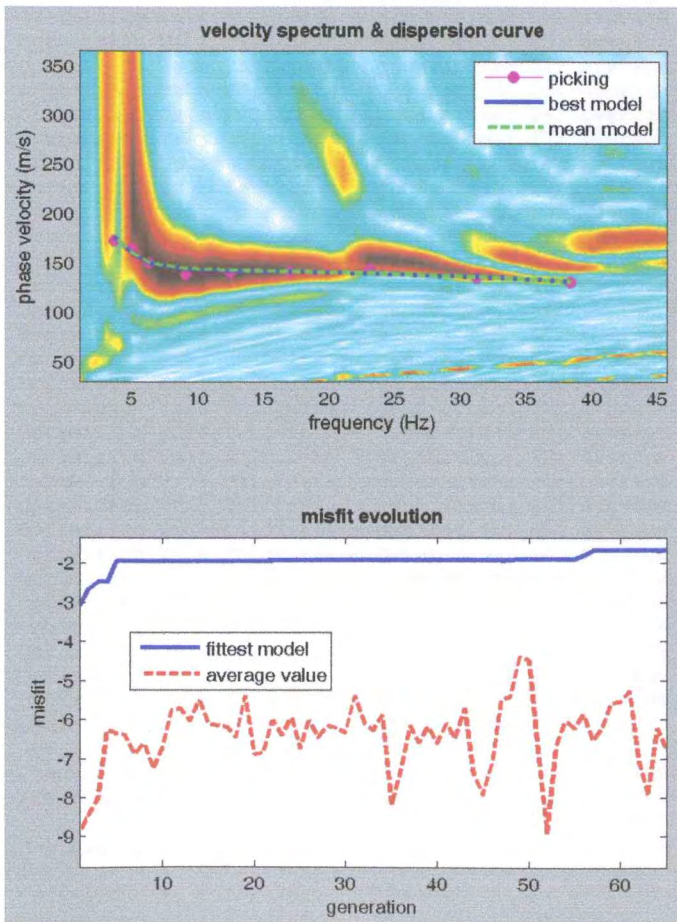 velocity spectrum & dispersion curve
350
300
250
200
150
100
50
phase velocity (m/s)
picking
best model
mean model
5 10 15 20 25 30 35 40 45
frequency (Hz)
misfit evolution
-2
-3
-4
-5
-6
-7
-8
-9
misfit
fittest model
average value
10 20 30 40 50 60
generation